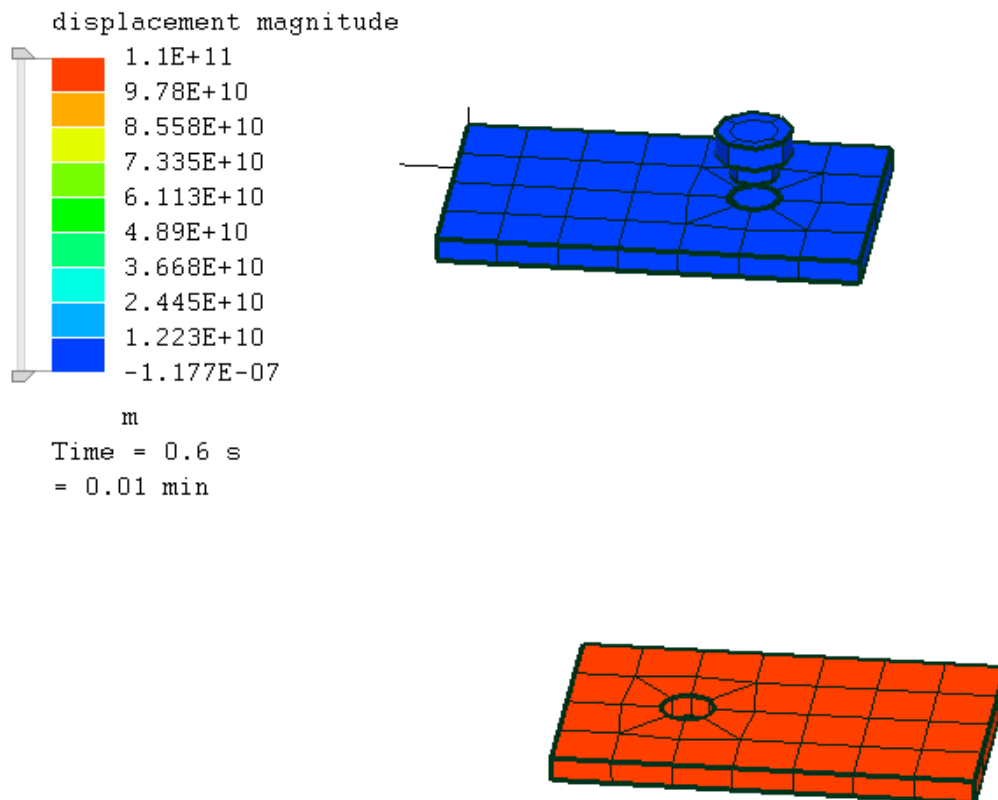 displacement magnitude
1.1E+11
9.78E+10
8.558E+10
7.335E+10
6.113E+10
4.89E+10
3.668E+10
2.445E+10
1.223E+10
-1.177E-07
m
Time = 0.6 s
= 0.01 min